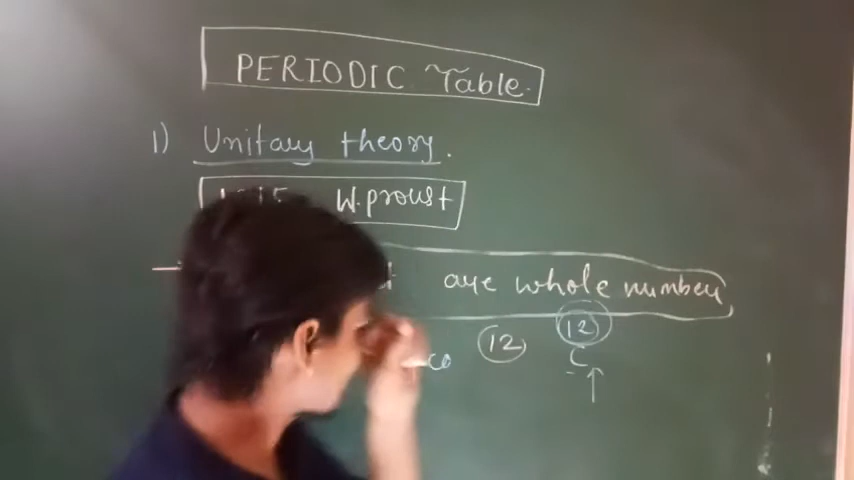 PERIODIC Table.
1) Unitary theory.
W. proust
are whole number
12 12
C